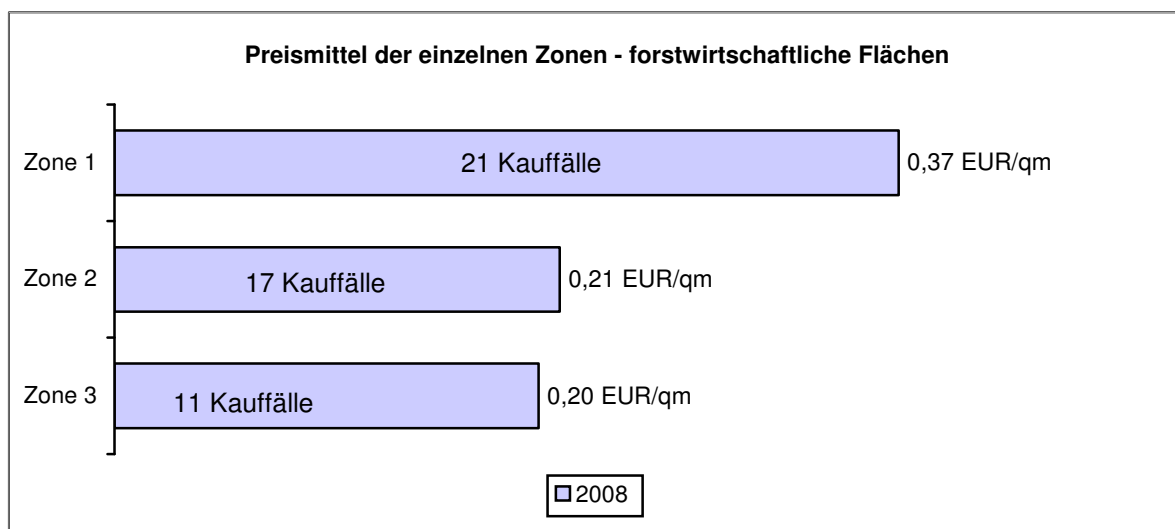 Preismittel der einzelnen Zonen - forstwirtschaftliche Flächen
Zone 1
21 Kauffälle
0,37 EUR/qm
Zone 2
17 Kauffälle
0,21 EUR/qm
Zone 3
11 Kauffälle
0,20 EUR/qm
2008